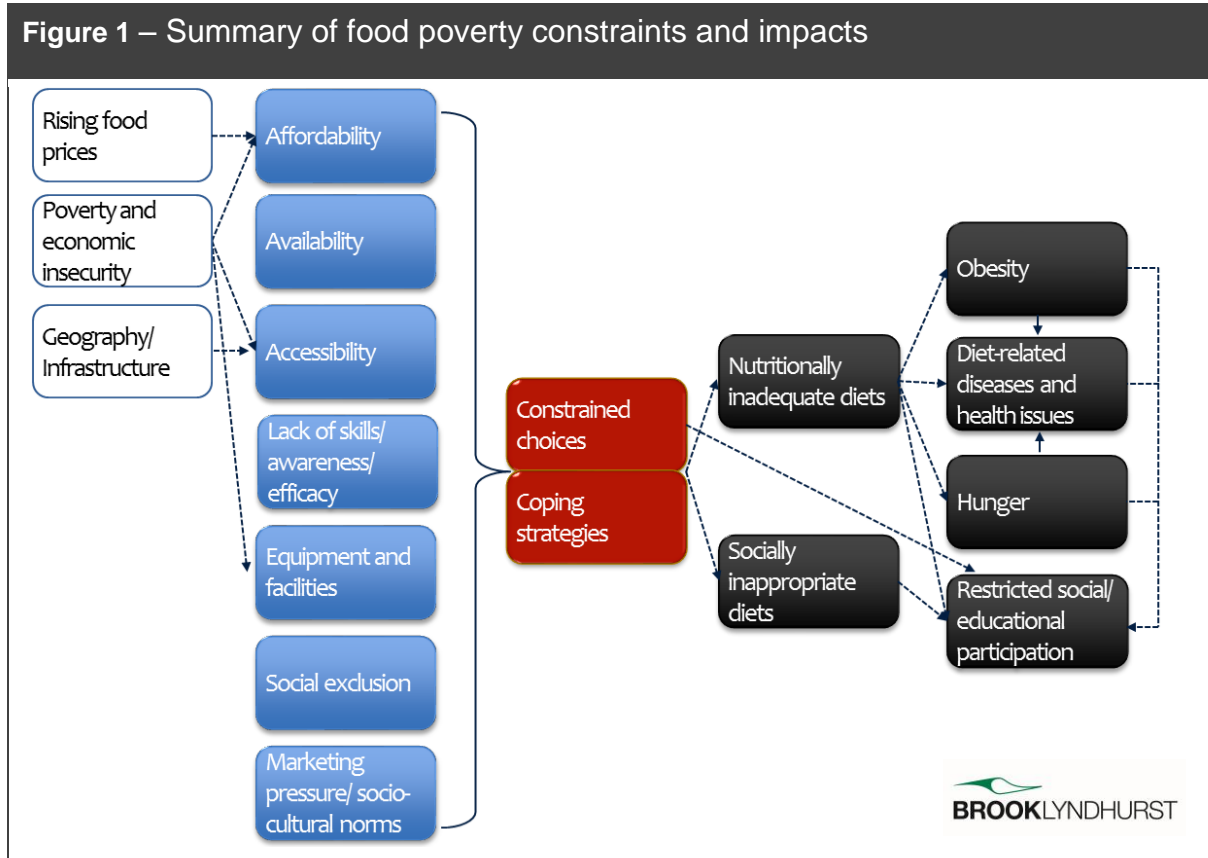 Figure 1 – Summary of food poverty constraints and impacts
Rising food
prices
Poverty and
economic
insecurity
Geography/
Infrastructure
Affordability
Availability
Accessibility
Lack of skills/
awareness/
efficacy
Equipment and
facilities
Social exclusion
Marketing
pressure/ socio-
cultural norms
Constrained
choices
Coping
strategies
Nutritionally
inadequate diets
Socially
inappropriate
diets
Obesity
Diet-related
diseases and
health issues
Hunger
Restricted social/
educational
participation
BROOKLYNDHURST